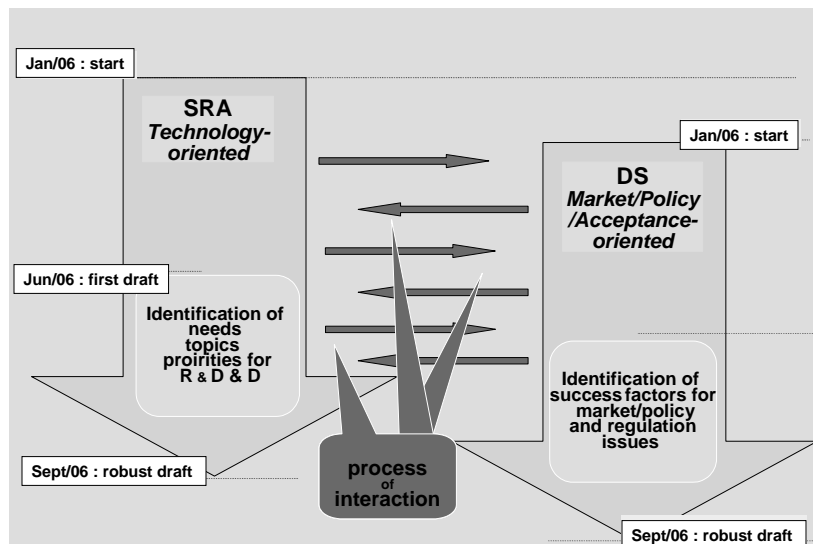 Jan/06 : start
SRA
Technology-
oriented
Jan/06 : start
DS
Market/Policy
/Acceptance-
oriented
Jun/06 : first draft
Identification of
needs
topics
proirities for
R & D & D
Identification of
success factors for
market/policy
and regulation
issues
Sept/06 : robust draft
process
of
interaction
Sept/06 : robust draft